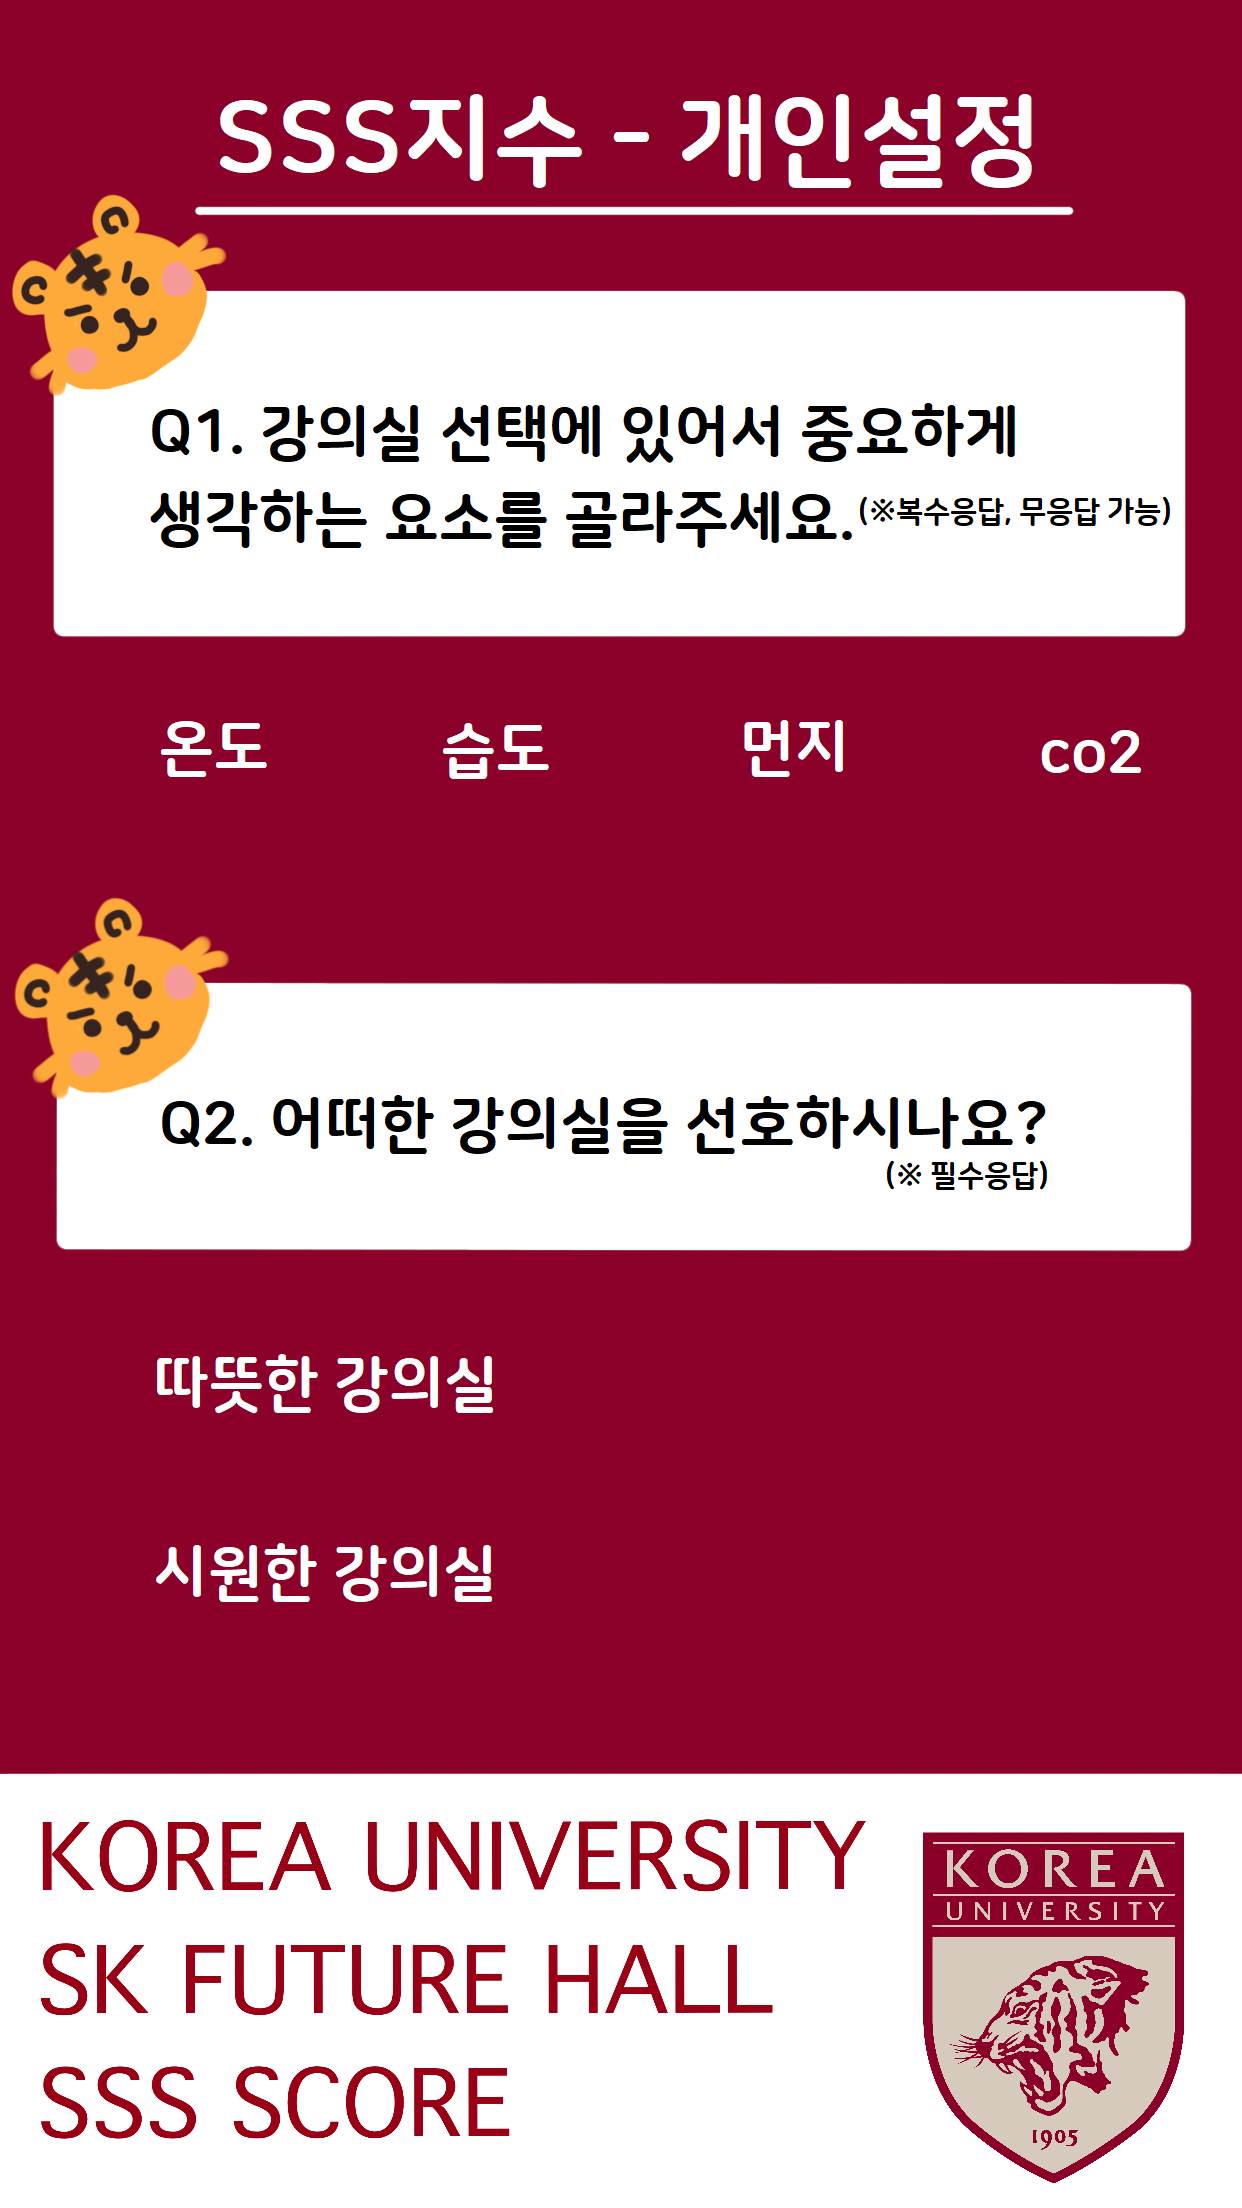 SSS지수 - 개인설정
Q1. 강의실 선택에 있어서 중요하게
생각하는 요소를 골라주세요.(※복수응답, 무응답 가능)
온도 습도 먼지 co2
Q2. 어떠한 강의실을 선호하시나요?
(※ 필수응답)
따뜻한 강의실
시원한 강의실
KOREA UNIVERSITY
SK FUTURE HALL
SSS SCORE
KOREA
UNIVERSITY
1905